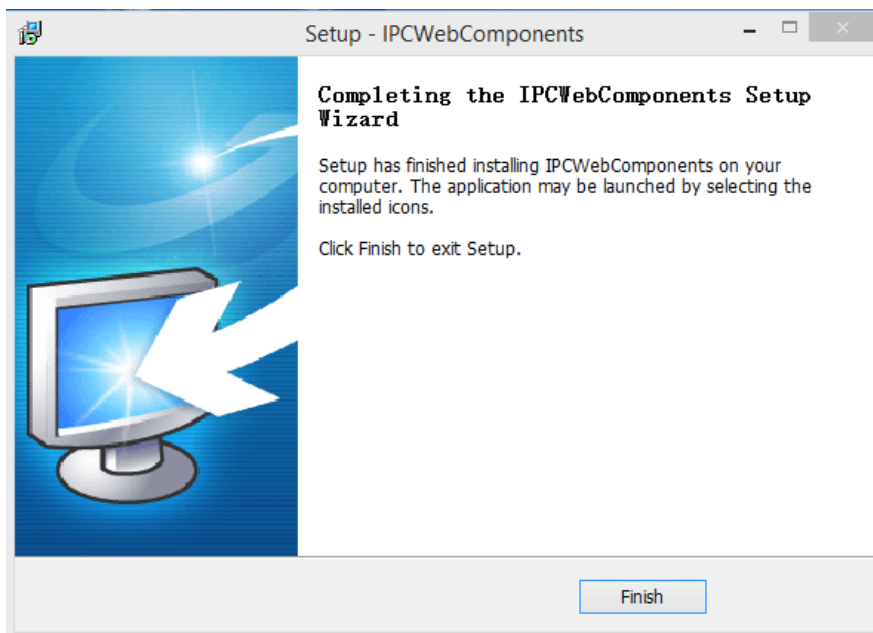 Setup - IPCWebComponents
Completing the IPCWebComponents Setup
Wizard
Setup has finished installing IPCWebComponents on your
computer. The application may be launched by selecting the
installed icons.
Click Finish to exit Setup.
Finish